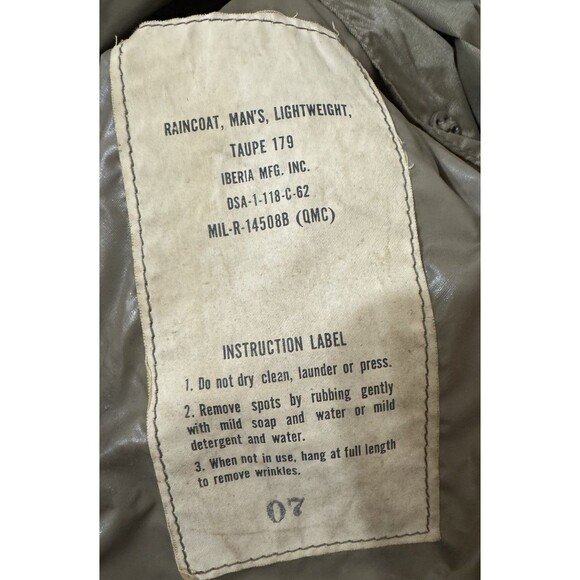 RAINCOAT, MAN'S, LIGHTWEIGHT,
TAUPE 179
IBERIA MFG. INC.
DSA-1-118-C-62
MIL-R-14508B (QMC)
INSTRUCTION LABEL
1. Do not dry clean, launder or press.
2. Remove spots by rubbing gently
with mild soap and water or mild
detergent and water.
3. When not in use, hang at full length
to remove wrinkles.
07